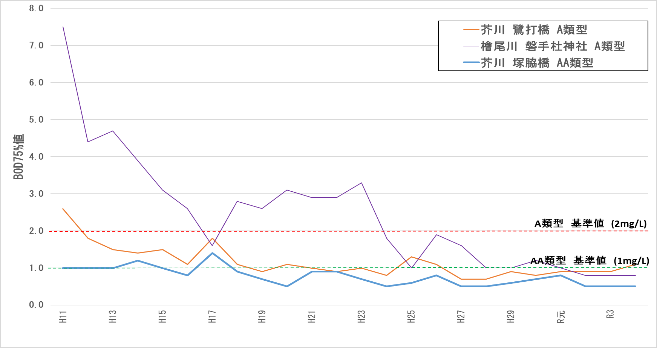 8.0
7.0
6.0
5.0
4.0
3.0
2.0
1.0
0.0
BOD75%値
芥川 鷺打橋 A類型
檜尾川 磐手杜神社 A類型
芥川 塚脇橋 AA類型
A類型 基準値 (2mg/L)
AA類型 基準値 (1mg/L)
H11
H13
H15
H17
H19
H21
H23
H25
H27
H29
R元
R3